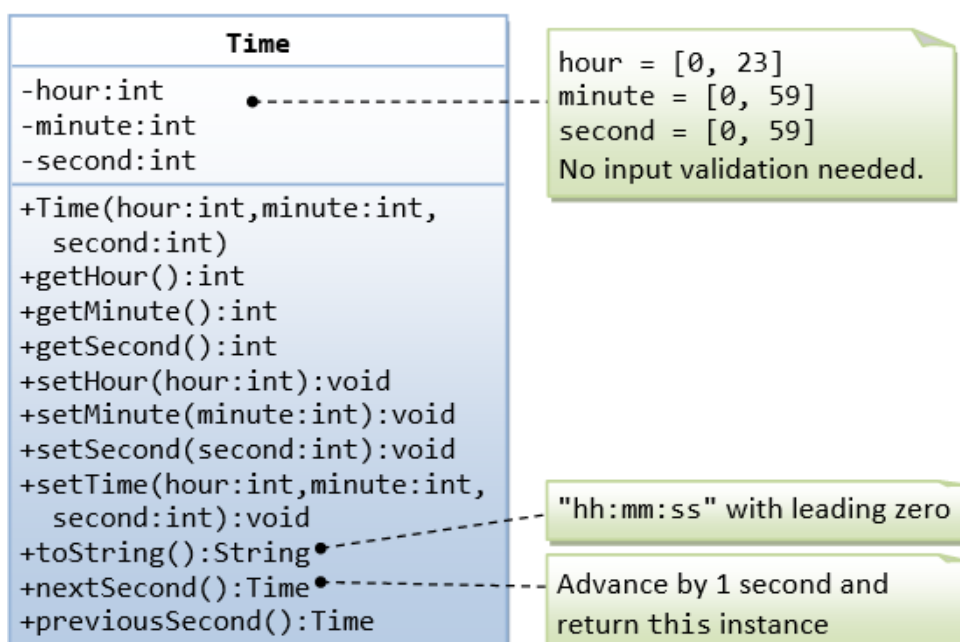 Time
-hour:int
-minute:int
-second:int
hour = [0, 23]
minute = [0, 59]
second = [0, 59]
No input validation needed.
+Time(hour:int,minute:int,
second:int)
+getHour():int
+getMinute():int
+getSecond():int
+setHour(hour:int):void
+setMinute(minute:int):void
+setSecond(second:int):void
+setTime(hour:int,minute:int,
second:int):void
+toString():String
"hh:mm:ss" with leading zero
+nextSecond():Time
+previousSecond():Time
Advance by 1 second and
return this instance